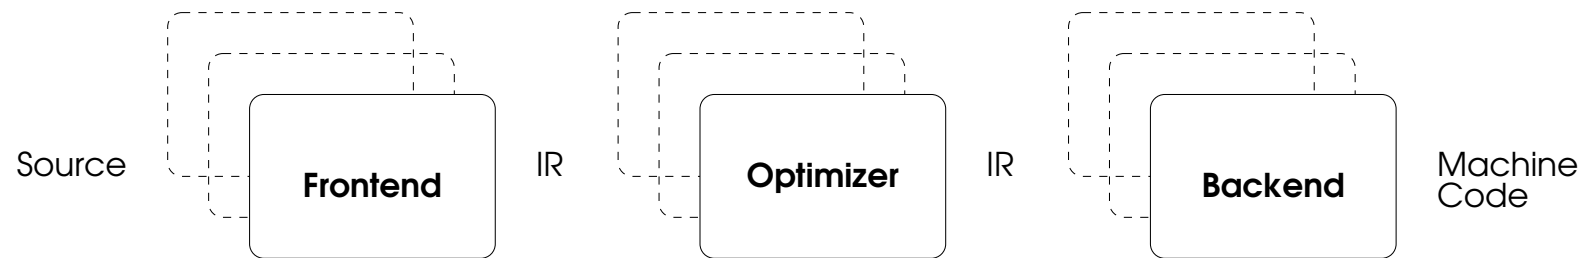 Source
Frontend
IR
Optimizer
IR
Backend
Machine
Code